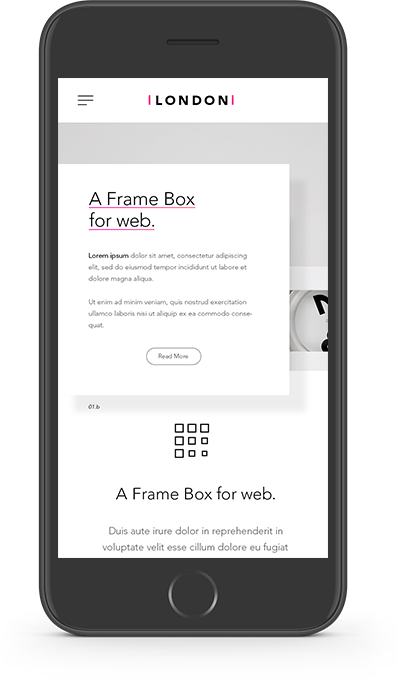 LONDON
A Frame Box
for web.
Lorem ipsum dolor sit amet, consectetur adipiscing
elit, sed do eiusmod tempor incididunt ut labore et
dolore magna aliqua.
Ut enim ad minim veniam, quis nostrud exercitation
ullamco laboris nisi ut aliquip ex ea commodo conse-
quat.
Read More
01.b
A Frame Box for web.
Duis aute irure dolor in reprehenderit in
voluptate velit esse cillum dolore eu fugiat